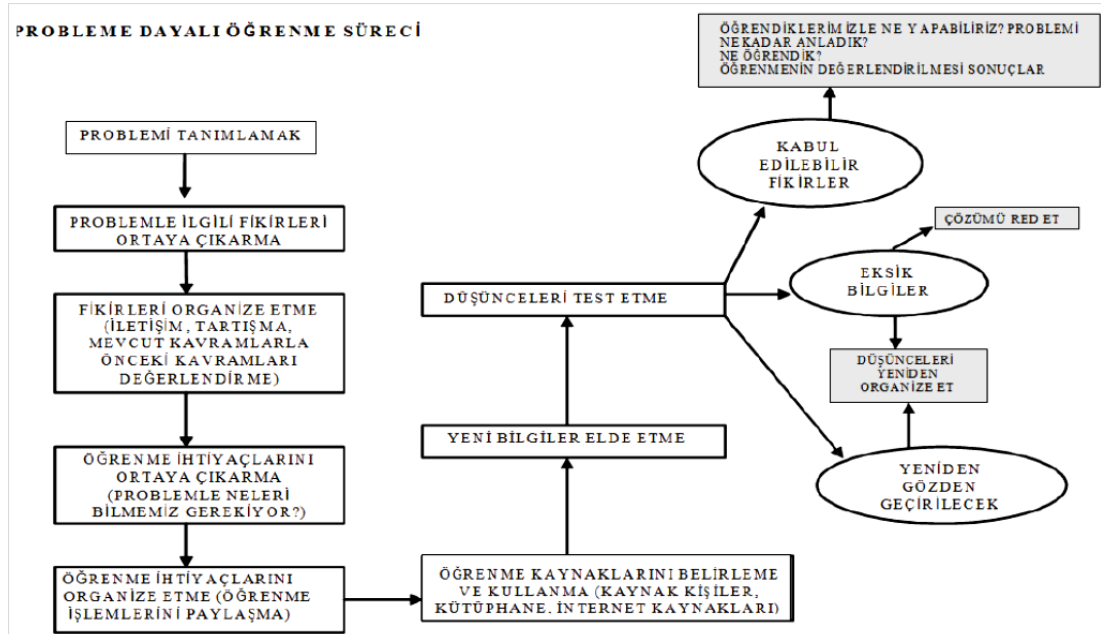 PROBLEME DAYALI ÖĞRENME SÜRECİ
PROBLEMİ TANIMLAMAK
PROBLEMLE İLGİLİ FİKİRLERİ
ORTAYA ÇIKARMA
FİKİRLERİ ORGANİZE ETME
(İLETİŞİM, TARTIŞMA,
MEVCUT KAVRAMLARLA
ÖNCEKİ KAVRAMLARI
DEĞERLENDİRME)
ÖĞRENME İHTİYAÇLARINI
ORTAYA ÇIKARMA
(PROBLEMLE NELERİ
BİLMEMİZ GEREKİYOR?)
ÖĞRENME İHTİYAÇLARINI
ORGANİZE ETME (ÖĞRENME
İŞLEMLERİNİ PAYLAŞMA)
ÖĞRENME KAYNAKLARINI BELİRLEME
VE KULLANMA (KAYNAK KİŞİLER,
KÜTÜPHANE. İNTERNET KAYNAKLARI)
YENİ BİLGİLER ELDE ETME
DÜŞÜNCELERİ TEST ETME
KABUL
EDİLEBİLİR
FİKİRLER
ÖĞRENDİKLERİMİZLE NE YAPABİLİRİZ? PROBLEMİ
NEKADAR ANLADIK?
NE ÖĞRENDİK?
ÖĞRENMENİN DEĞERLENDİRİLMESİ SONUÇLAR
EKSİK
BİLGİLER
ÇÖZÜMÜ RED ET
DÜŞÜNCELERİ
YENİDEN
ORGANİZE ET
YENİDEN
GÖZDEN
GEÇİRİLECEK